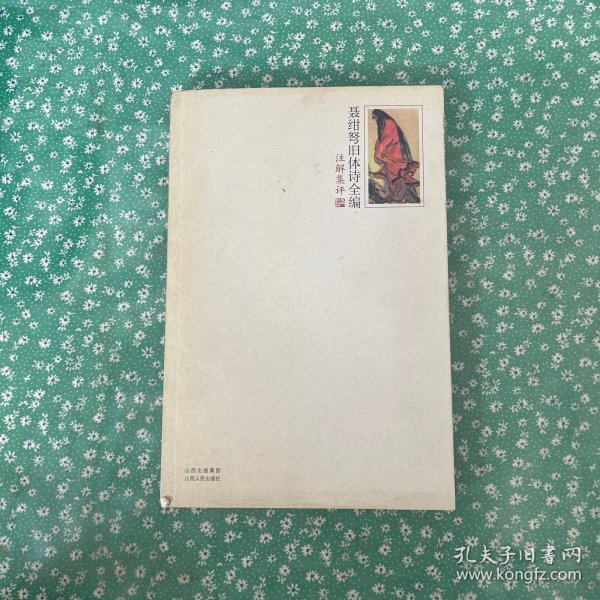 聂绀弩旧体诗全编
注解集评
山西出版集团
山西人民出版社
孔夫子旧书网
www.kongfz.com